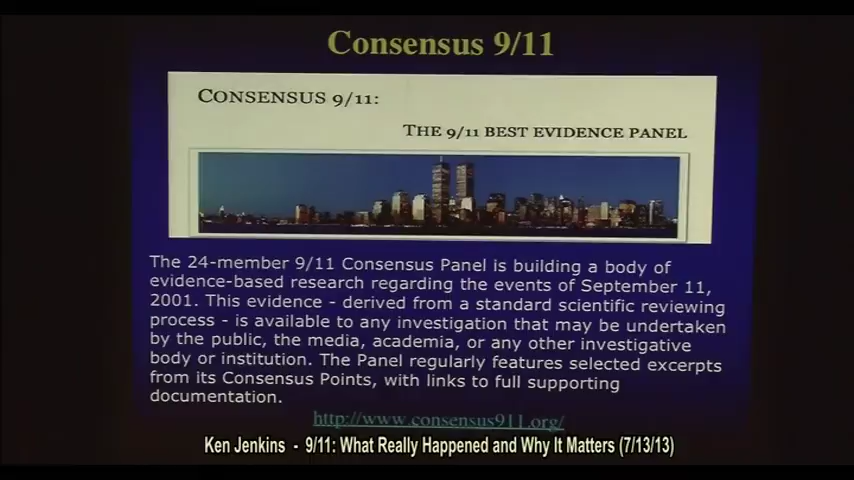 Consensus 9/11
CONSENSUS 9/11:
THE 9/11 BEST EVIDENCE PANEL
The 24-member 9/11 Consensus Panel is building a body of
evidence-based research regarding the events of September 11,
2001. This evidence - derived from a standard scientific reviewing
process - is available to any investigation that may be undertaken
by the public, the media, academia, or any other investigative
body or institution. The Panel regularly features selected excerpts
from its Consensus Points, with links to full supporting
documentation.
http://www.consensus911.org/
Ken Jenkins - 9/11: What Really Happened and Why It Matters (7/13/13)